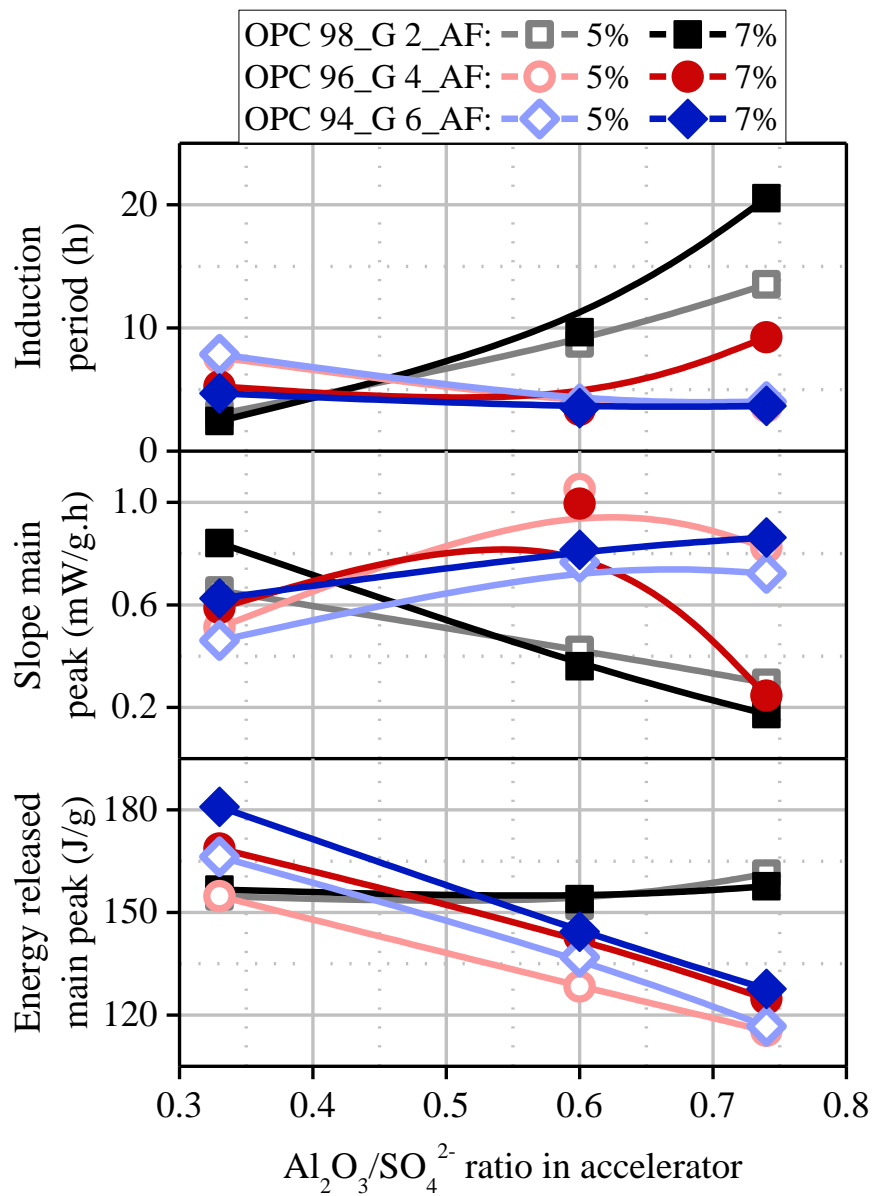 OPC 98_G 2_AF: 5% 7%
OPC 96_G 4_AF: 5% 7%
OPC 94_G 6_AF: 5% 7%
Induction
period (h)
20
10
0
Slope main
peak (mW/g.h)
1.0
0.6
0.2
Energy released
main peak (J/g)
180
150
120
0.3 0.4 0.5 0.6 0.7 0.8
Al₂O₃/SO₄²⁻ ratio in accelerator